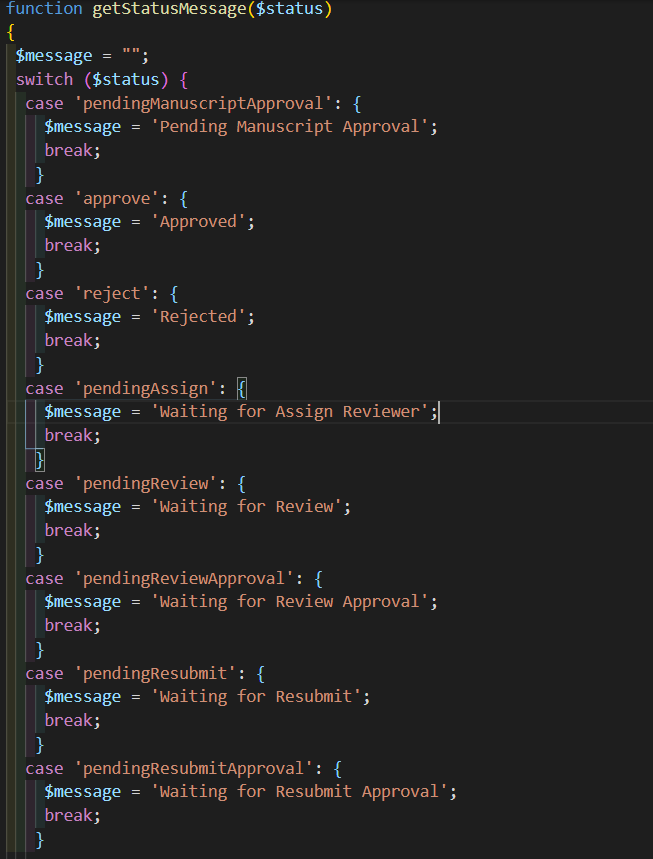 function getStatusMessage($status)
{
$message = "";
switch ($status) {
case 'pendingManuscriptApproval': {
$message = 'Pending Manuscript Approval';
break;
}
case 'approve': {
$message = 'Approved';
break;
}
case 'reject': {
$message = 'Rejected';
break;
}
case 'pendingAssign': {
$message = 'Waiting for Assign Reviewer';
break;
}
case 'pendingReview': {
$message = 'Waiting for Review';
break;
}
case 'pendingReviewApproval': {
$message = 'Waiting for Review Approval';
break;
}
case 'pendingResubmit': {
$message = 'Waiting for Resubmit';
break;
}
case 'pendingResubmitApproval': {
$message = 'Waiting for Resubmit Approval';
break;
}